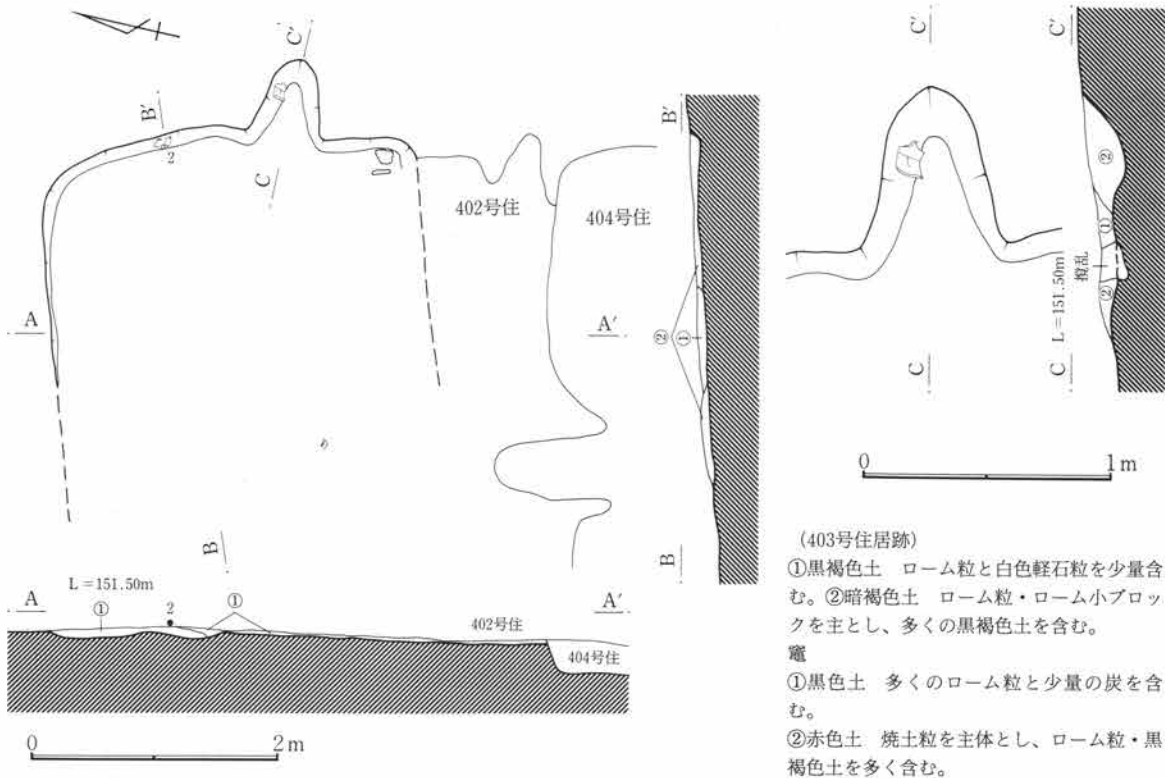 C'
B'
2
C
402号住
404号住
A
A'
B
L＝151.50m
A
①
2
①
402号住
A'
404号住
0
2m
B'
②
①
B
C'
C'
②
①
撹乱
L＝151.50m
②
C
C
0
1m
(403号住居跡)
①黒褐色土 ローム粒と白色軽石粒を少量含
む。②暗褐色土 ローム粒・ローム小ブロッ
クを主とし、多くの黒褐色土を含む。
竈
①黒色土 多くのローム粒と少量の炭を含
む。
②赤色土 焼土粒を主体とし、ローム粒・黒
褐色土を多く含む。